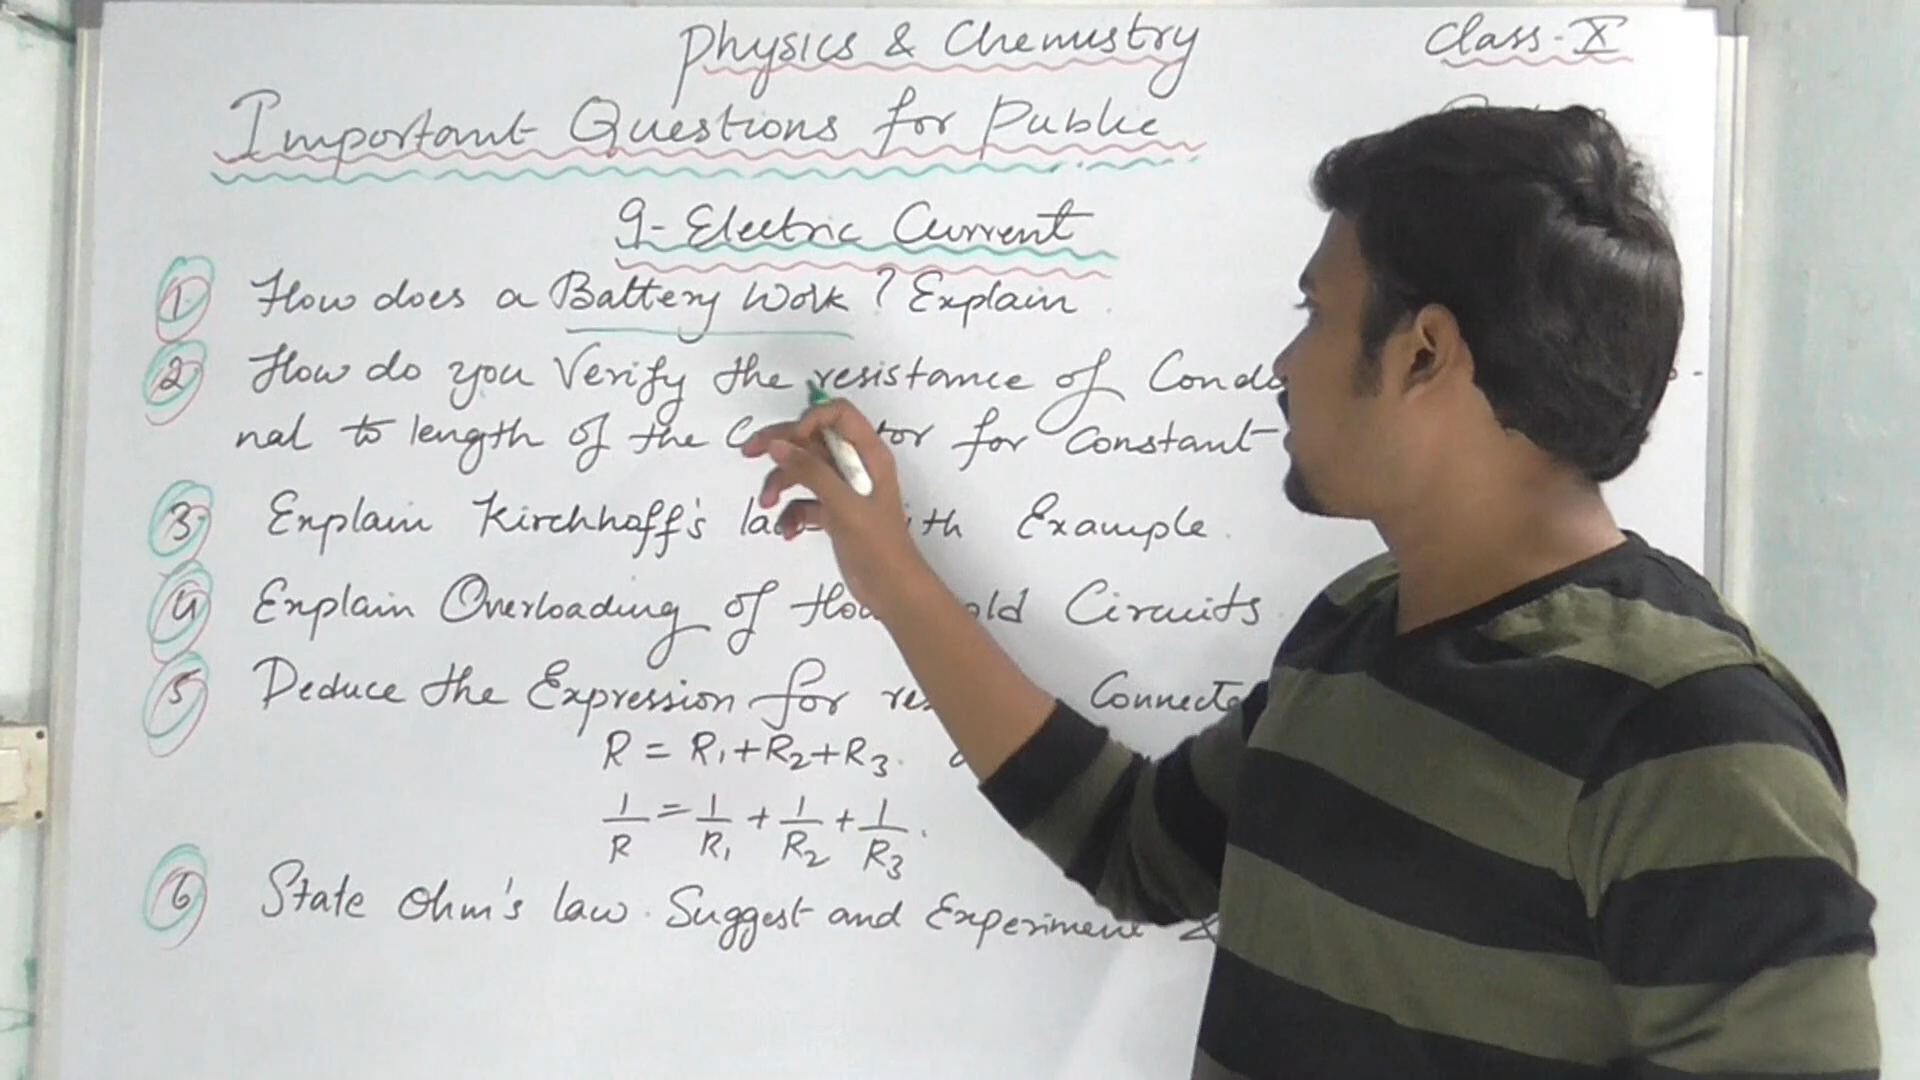 Physics & Chemistry Class-X
Important Questions for Public
9-Electric Current
1 How does a Battery Work? Explain
2 How do you Verify the resistance of
nal to length of the for Constant
3 Explain Kirchhoff's Example.
4 Explain Overloading of Circuits
5 Deduce the Expression for
R = R₁+R₂+R₃.
1/R = 1/R₁ + 1/R₂ + 1/R₃.
6 State Ohm's law. Suggest and Experiment